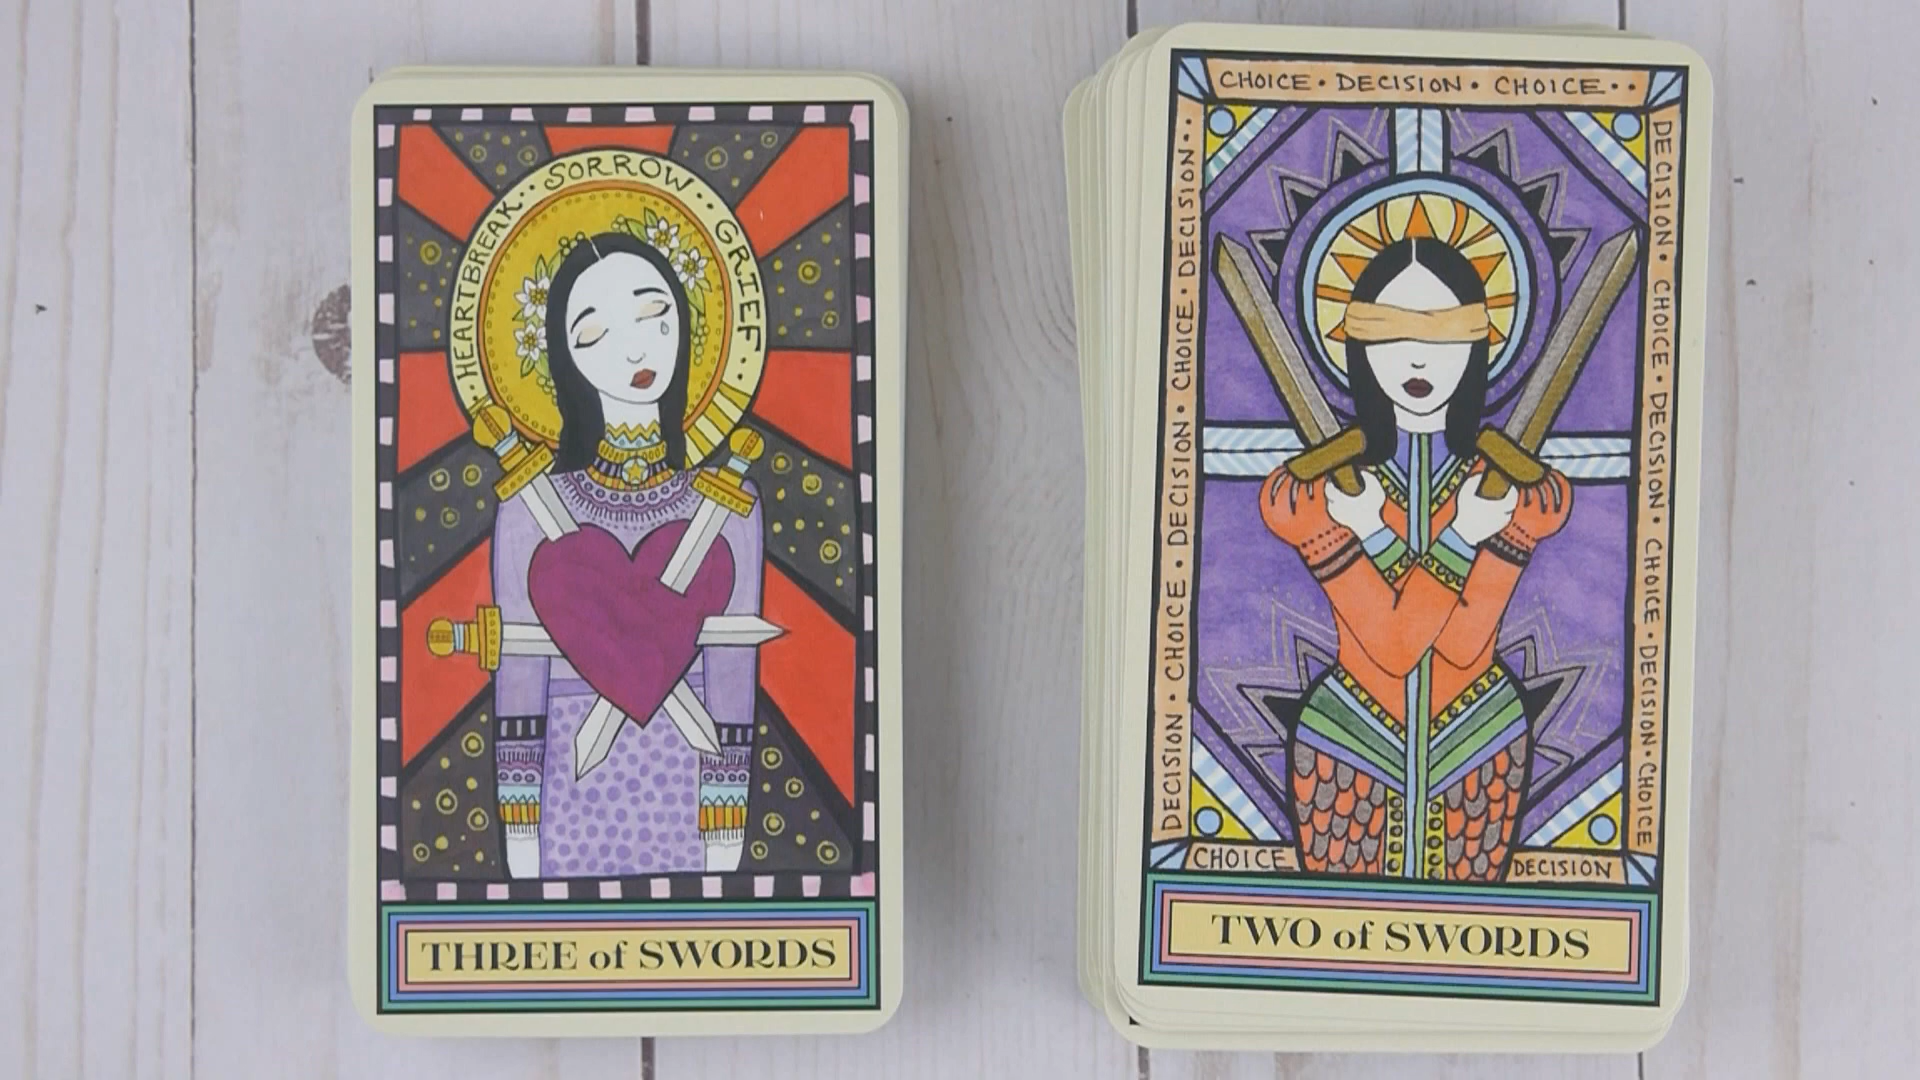 ·HEARTBREAK··SORROW··GRIEF··
THREE of SWORDS
CHOICE·DECISION·CHOICE··
DECISION·CHOICE·DECISION·CHOICE·DECISION··
DECISION·CHOICE·DECISION·CHOICE·DECISION·CHOICE
CHOICE
DECISION
TWO of SWORDS